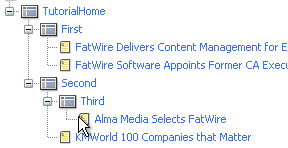 TutorialHome
First
FatWire Delivers Content Management for E
FatWire Software Appoints Former CA Execu
Second
Third
Alma Media Selects FatWire
KMWorld 100 Companies that Matter